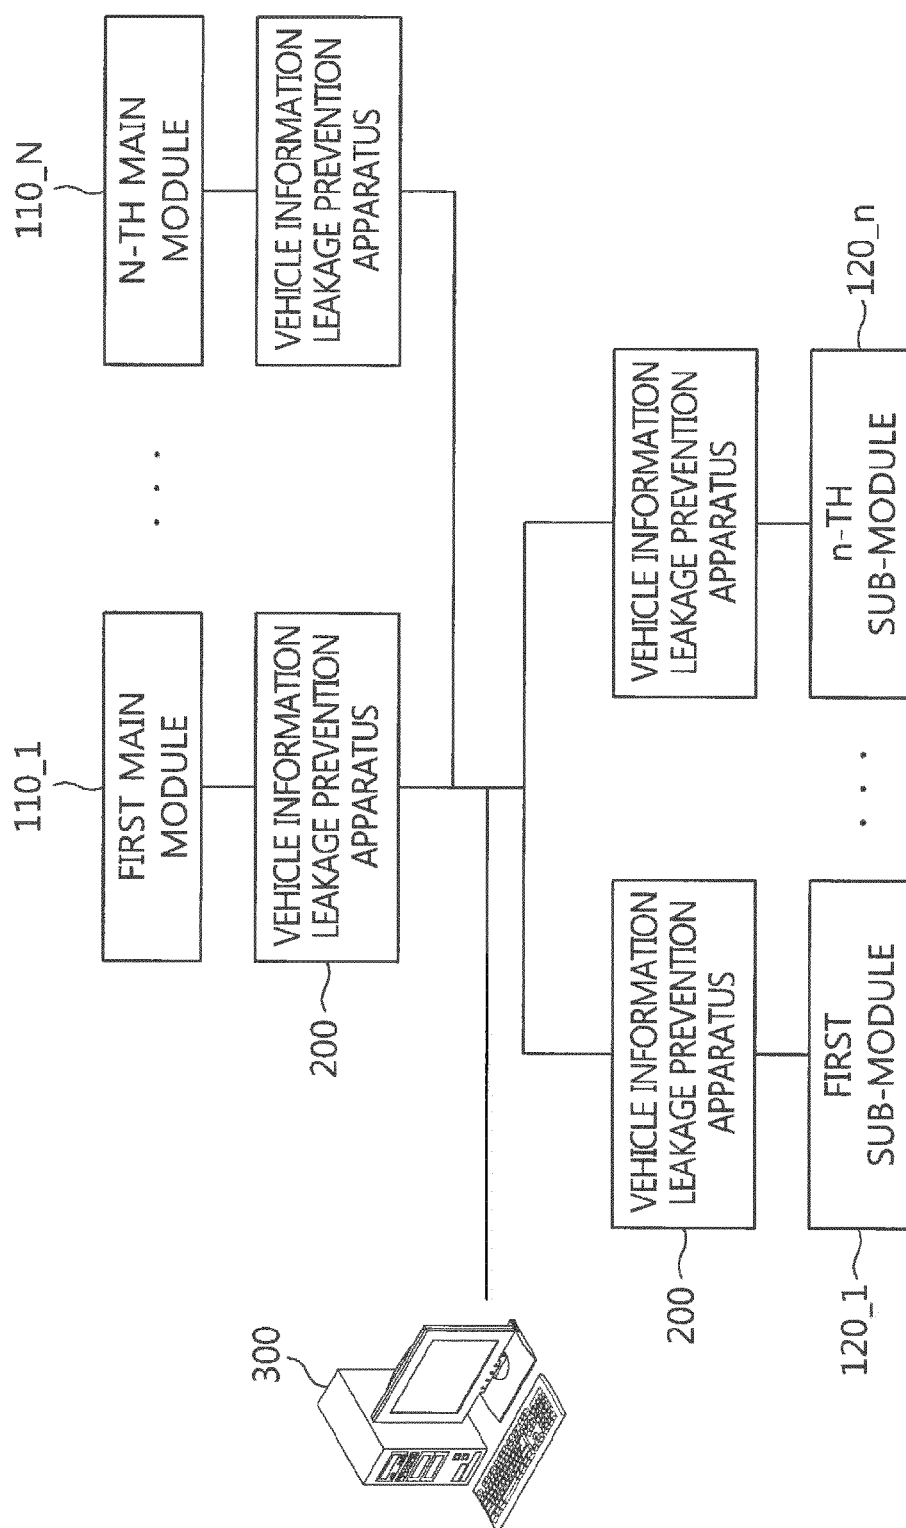 110_1
110_N
FIRST MAIN
MODULE
N-TH MAIN
MODULE
. . .
VEHICLE INFORMATION
LEAKAGE PREVENTION
APPARATUS
VEHICLE INFORMATION
LEAKAGE PREVENTION
APPARATUS
200
300
VEHICLE INFORMATION
LEAKAGE PREVENTION
APPARATUS
VEHICLE INFORMATION
LEAKAGE PREVENTION
APPARATUS
200
FIRST
SUB-MODULE
. . .
n-TH
SUB-MODULE
120_1
120_n